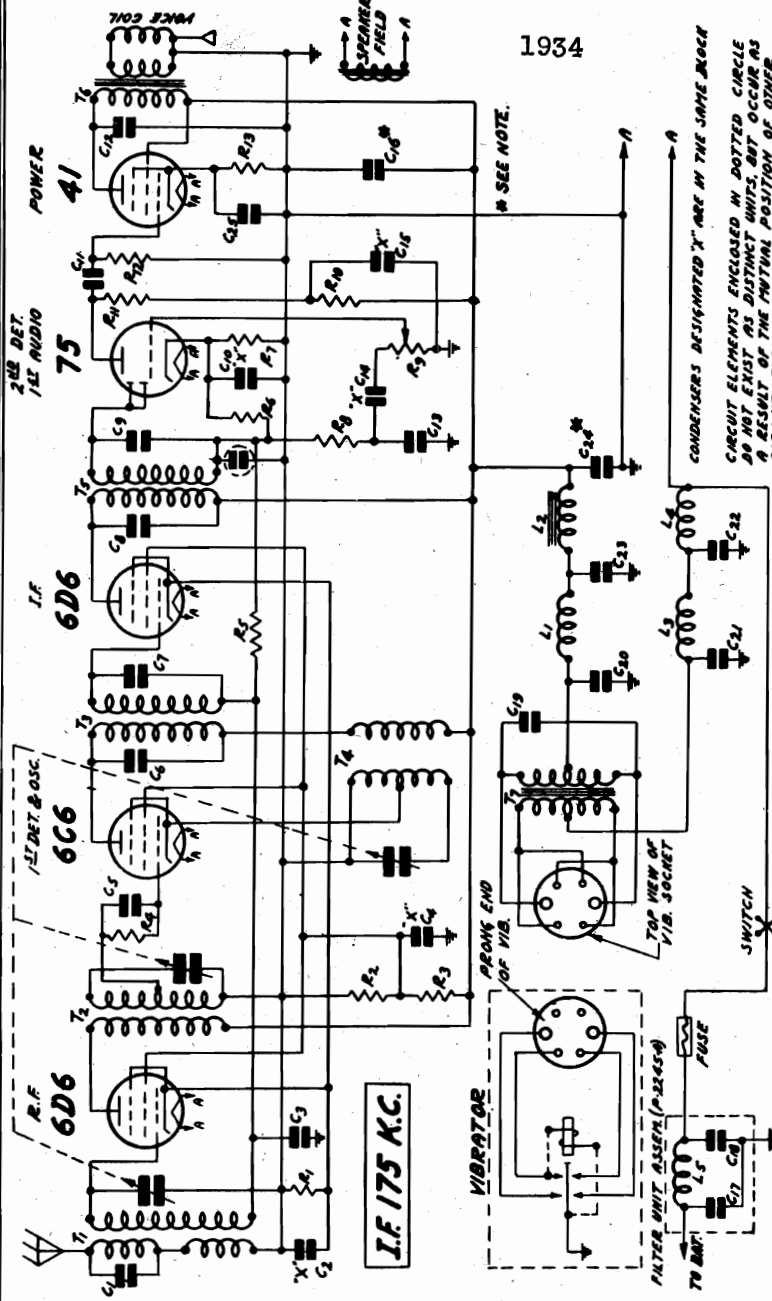 1934
R.F.
6D6
1ST DET. & OSC.
6C6
I.F.
6D6
2ND DET.
1ST AUDIO
75
POWER
41
VOICE COIL
SPEAKER
FIELD
A
A
T1
C1
"X"
C2
R1
C3
A
A
T2
R4
C5
A
A
R2
R3
"X"
C4
T3
C6
C7
T4
R5
A
A
T5
C8
C9
R6
C10
"X"
R7
R8
C13
"X"
C14
R9
R10
"X"
C15
R11
C11
R12
A
A
C12
C25
R13
C16*
T6
A
A
* SEE NOTE.
I.F. 175 K.C.
VIBRATOR
PRONG END
OF VIB.
TOP VIEW OF
VIB. SOCKET
T7
C19
C20
L1
C23
L2
C24
*
A
L3
C21
L4
C22
A
FILTER UNIT ASSEM. (P-22454)
TO BAT.
C17
L5
C18
FUSE
SWITCH
CONDENSERS DESIGNATED "X" ARE IN THE SAME BLOCK
CIRCUIT ELEMENTS ENCLOSED IN DOTTED CIRCLE
DO NOT EXIST AS DISTINCT UNITS, BUT OCCUR AS
A RESULT OF THE MUTUAL POSITION OF OTHER